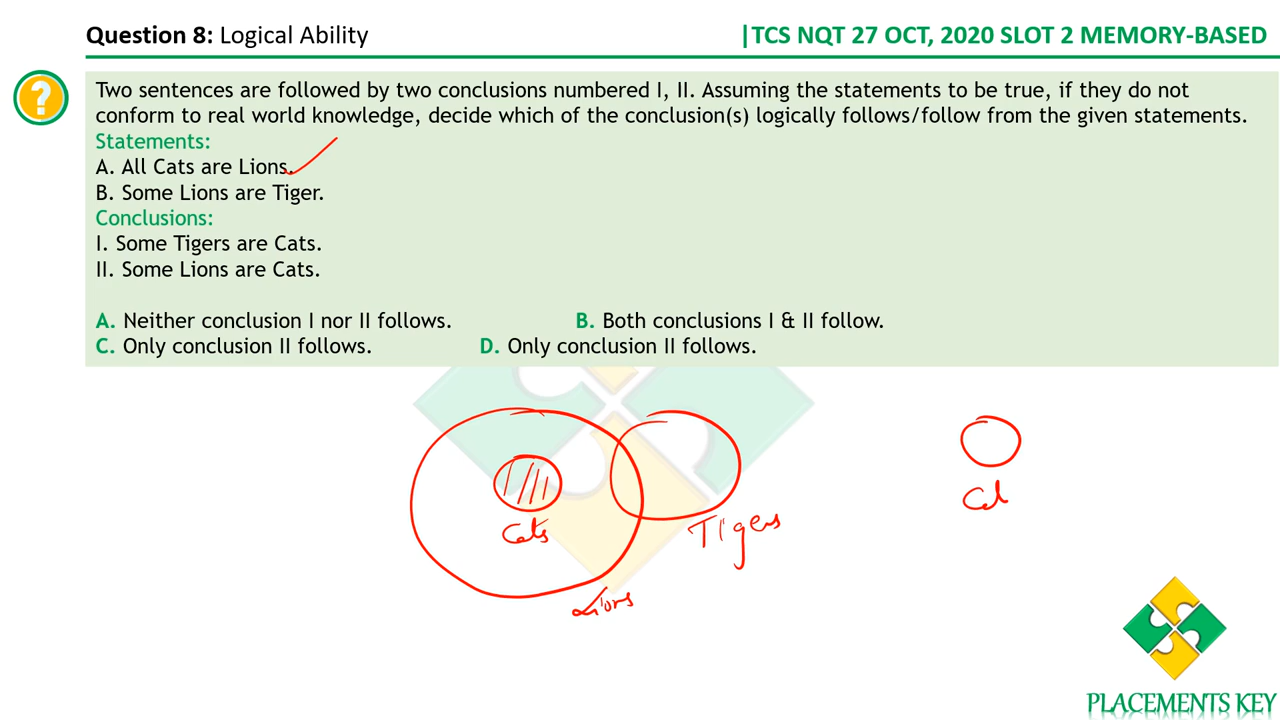 Question 8: Logical Ability
|TCS NQT 27 OCT, 2020 SLOT 2 MEMORY-BASED
?
Two sentences are followed by two conclusions numbered I, II. Assuming the statements to be true, if they do not
conform to real world knowledge, decide which of the conclusion(s) logically follows/follow from the given statements.
Statements:
A. All Cats are Lions.
B. Some Lions are Tiger.
Conclusions:
I. Some Tigers are Cats.
II. Some Lions are Cats.
A. Neither conclusion I nor II follows. B. Both conclusions I & II follow.
C. Only conclusion II follows. D. Only conclusion II follows.
Cats
Tigers
Lions
PLACEMENTS KEY